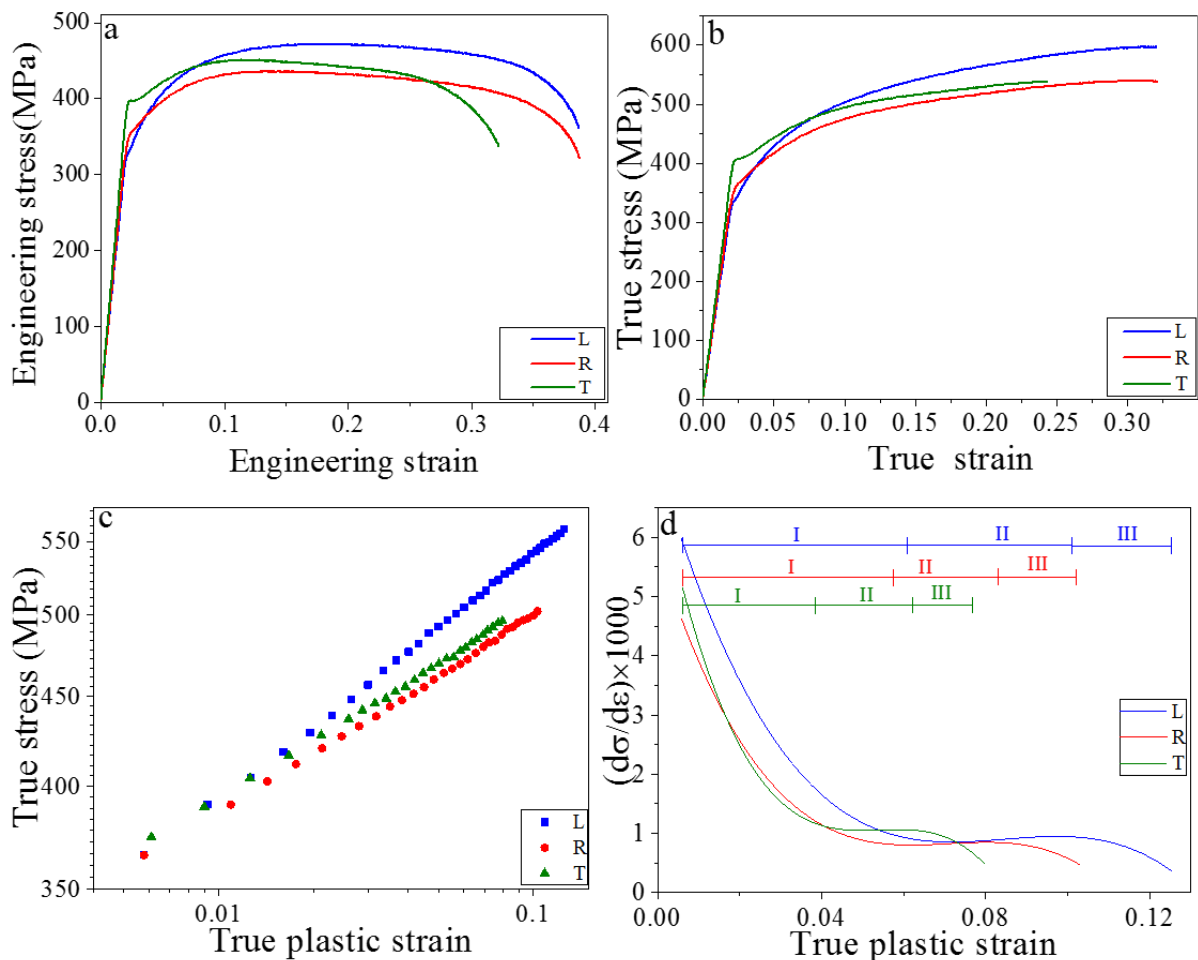 a
Engineering stress(MPa)
500
400
300
200
100
0
0.0 0.1 0.2 0.3 0.4
Engineering strain
L
R
T
b
True stress (MPa)
600
500
400
300
200
100
0
0.00 0.05 0.10 0.15 0.20 0.25 0.30
True strain
L
R
T
c
True stress (MPa)
550
500
450
400
350
0.01 0.1
True plastic strain
L
R
T
d
(dσ/dε)×1000
6
5
4
3
2
1
0
I II III
I II III
I II III
0.00 0.04 0.08 0.12
True plastic strain
L
R
T